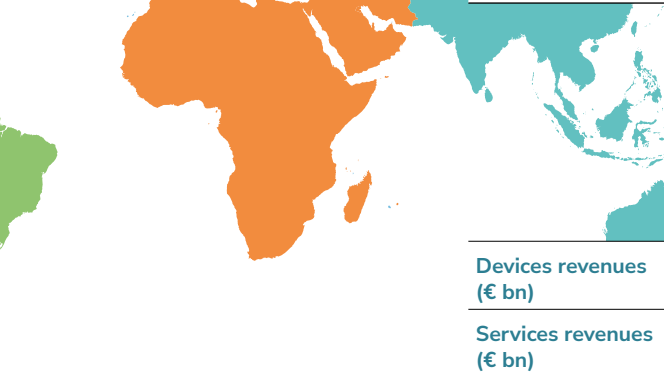 Devices revenues
(€ bn)
Services revenues
(€ bn)